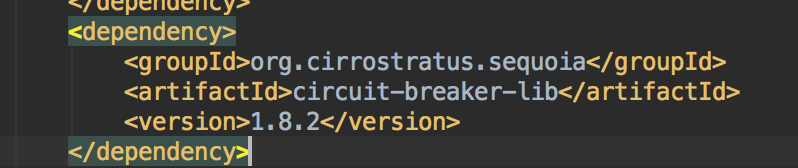 </dependency>
<dependency>
<groupId>org.cirrostratus.sequoia</groupId>
<artifactId>circuit-breaker-lib</artifactId>
<version>1.8.2</version>
</dependency>